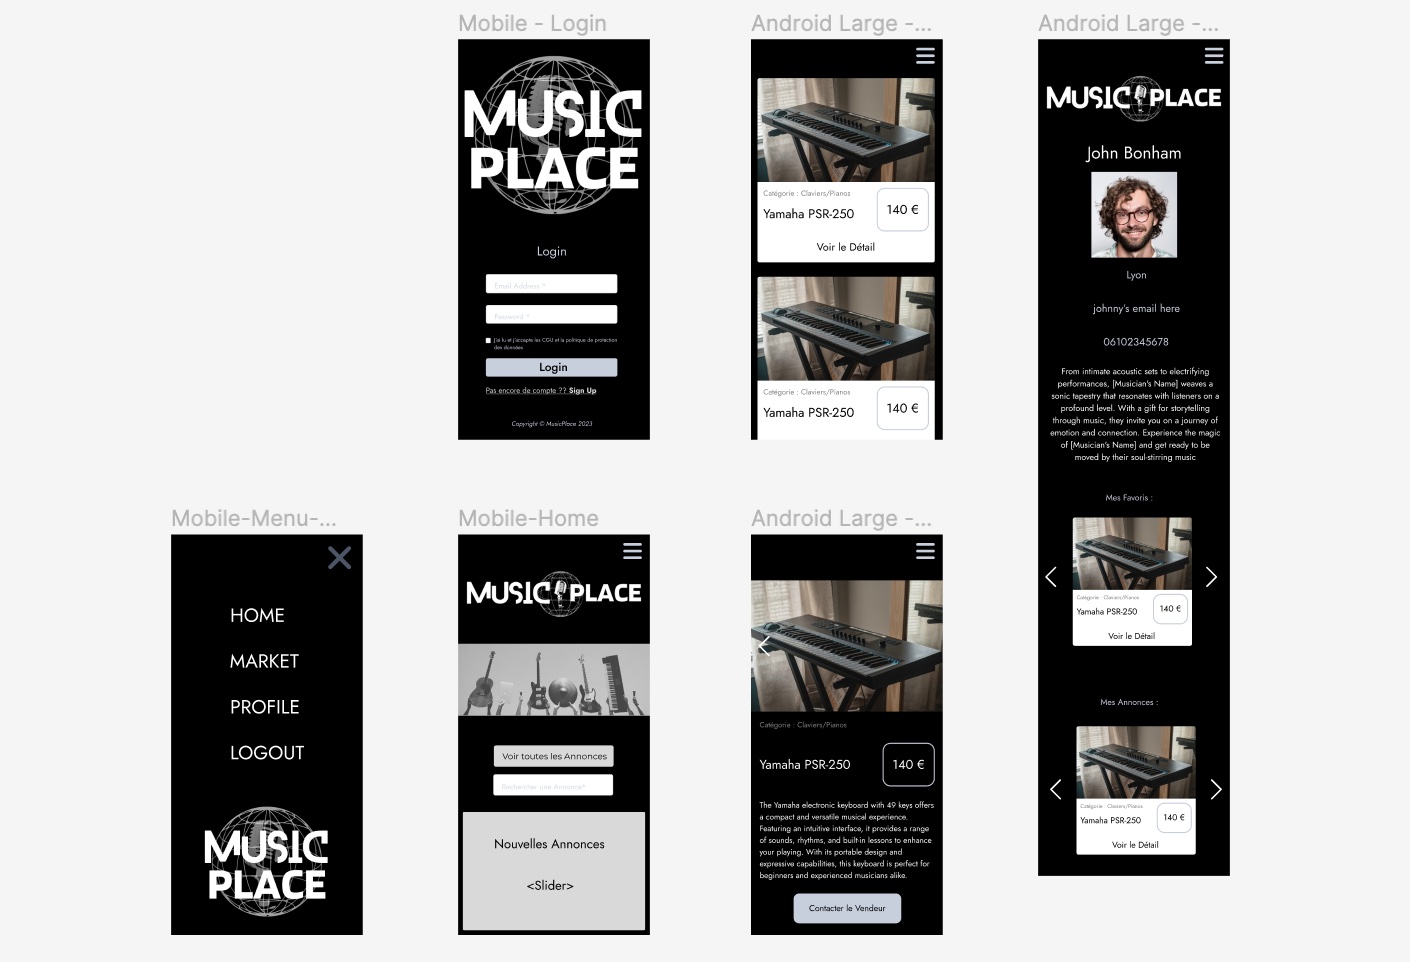 Mobile - Login
MUSIC
PLACE
Login
Email Address *
Password *
J'ai lu et j'accepte les CGU et la politique de protection
des données
Login
Pas encore de compte ?? Sign Up
Copyright © MusicPlace 2023
Android Large -...
Catégorie : Claviers/Pianos
Yamaha PSR-250
140 €
Voir le Détail
Catégorie : Claviers/Pianos
Yamaha PSR-250
140 €
Android Large -...
MUSIC PLACE
John Bonham
Lyon
johnny's email here
06102345678
From intimate acoustic sets to electrifying
performances, [Musician's Name] weaves a
sonic tapestry that resonates with listeners on a
profound level. With a gift for storytelling
through music, they invite you on a journey of
emotion and connection. Experience the magic
of [Musician's Name] and get ready to be
moved by their soul-stirring music
Mes Favoris :
Catégorie : Claviers/Pianos
Yamaha PSR-250
140 €
Voir le Détail
Mes Annonces :
Catégorie : Claviers/Pianos
Yamaha PSR-250
140 €
Voir le Détail
Mobile-Menu-...
HOME
MARKET
PROFILE
LOGOUT
MUSIC
PLACE
Mobile-Home
MUSIC PLACE
Voir toutes les Annonces
Rechercher une Annonce*
Nouvelles Annonces
<Slider>
Android Large -...
Catégorie : Claviers/Pianos
Yamaha PSR-250
140 €
The Yamaha electronic keyboard with 49 keys offers
a compact and versatile musical experience.
Featuring an intuitive interface, it provides a range
of sounds, rhythms, and built-in lessons to enhance
your playing. With its portable design and
expressive capabilities, this keyboard is perfect for
beginners and experienced musicians alike.
Contacter le Vendeur